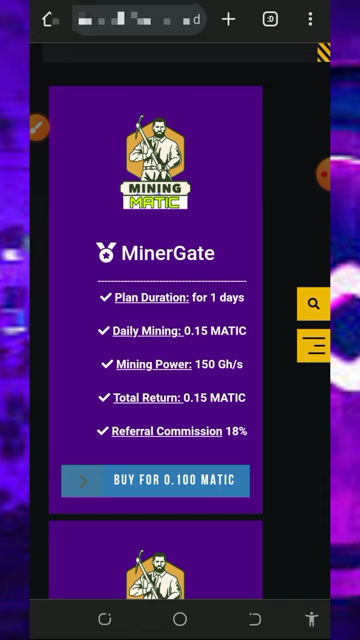 d
:D
MINING
MATIC
MinerGate
Plan Duration: for 1 days
Daily Mining: 0.15 MATIC
Mining Power: 150 Gh/s
Total Return: 0.15 MATIC
Referral Commission 18%
BUY FOR 0.100 MATIC